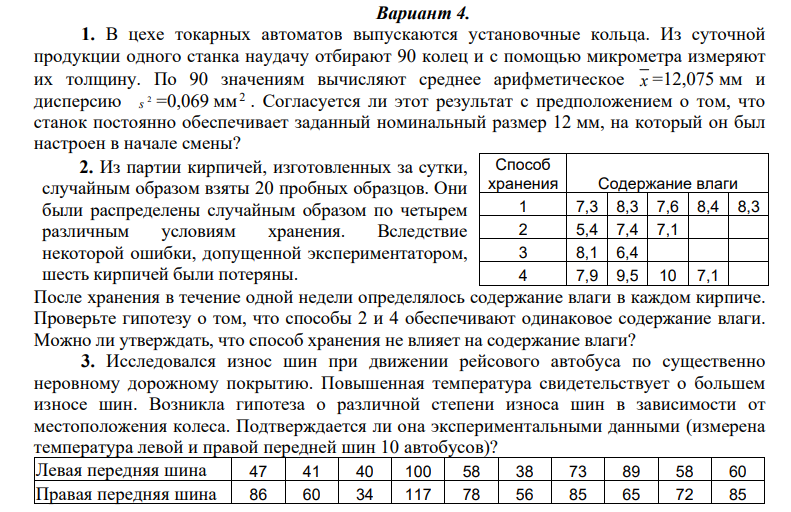 Вариант 4.
1. В цехе токарных автоматов выпускаются установочные кольца. Из суточной
продукции одного станка наудачу отбирают 90 колец и с помощью микрометра измеряют
их толщину. По 90 значениям вычисляют среднее арифметическое x̅ =12,075 мм и
дисперсию s² =0,069 мм² . Согласуется ли этот результат с предположением о том, что
станок постоянно обеспечивает заданный номинальный размер 12 мм, на который он был
настроен в начале смены?
2. Из партии кирпичей, изготовленных за сутки,
случайным образом взяты 20 пробных образцов. Они
были распределены случайным образом по четырем
различным условиям хранения. Вследствие
некоторой ошибки, допущенной экспериментатором,
шесть кирпичей были потеряны.
Способ
хранения Содержание влаги
1 7,3 8,3 7,6 8,4 8,3
2 5,4 7,4 7,1
3 8,1 6,4
4 7,9 9,5 10 7,1
После хранения в течение одной недели определялось содержание влаги в каждом кирпиче.
Проверьте гипотезу о том, что способы 2 и 4 обеспечивают одинаковое содержание влаги.
Можно ли утверждать, что способ хранения не влияет на содержание влаги?
3. Исследовался износ шин при движении рейсового автобуса по существенно
неровному дорожному покрытию. Повышенная температура свидетельствует о большем
износе шин. Возникла гипотеза о различной степени износа шин в зависимости от
местоположения колеса. Подтверждается ли она экспериментальными данными (измерена
температура левой и правой передней шин 10 автобусов)?
Левая передняя шина 47 41 40 100 58 38 73 89 58 60
Правая передняя шина 86 60 34 117 78 56 85 65 72 85